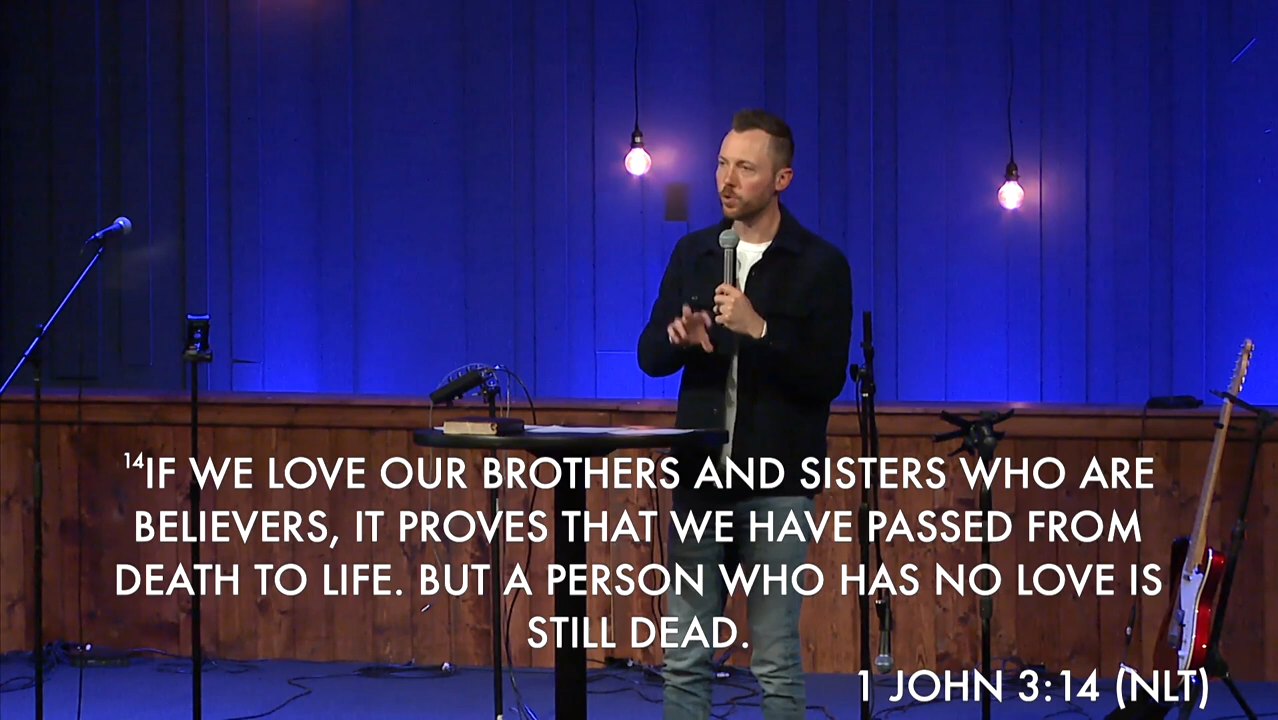 ¹⁴IF WE LOVE OUR BROTHERS AND SISTERS WHO ARE
BELIEVERS, IT PROVES THAT WE HAVE PASSED FROM
DEATH TO LIFE. BUT A PERSON WHO HAS NO LOVE IS
STILL DEAD.
1 JOHN 3:14 (NLT)